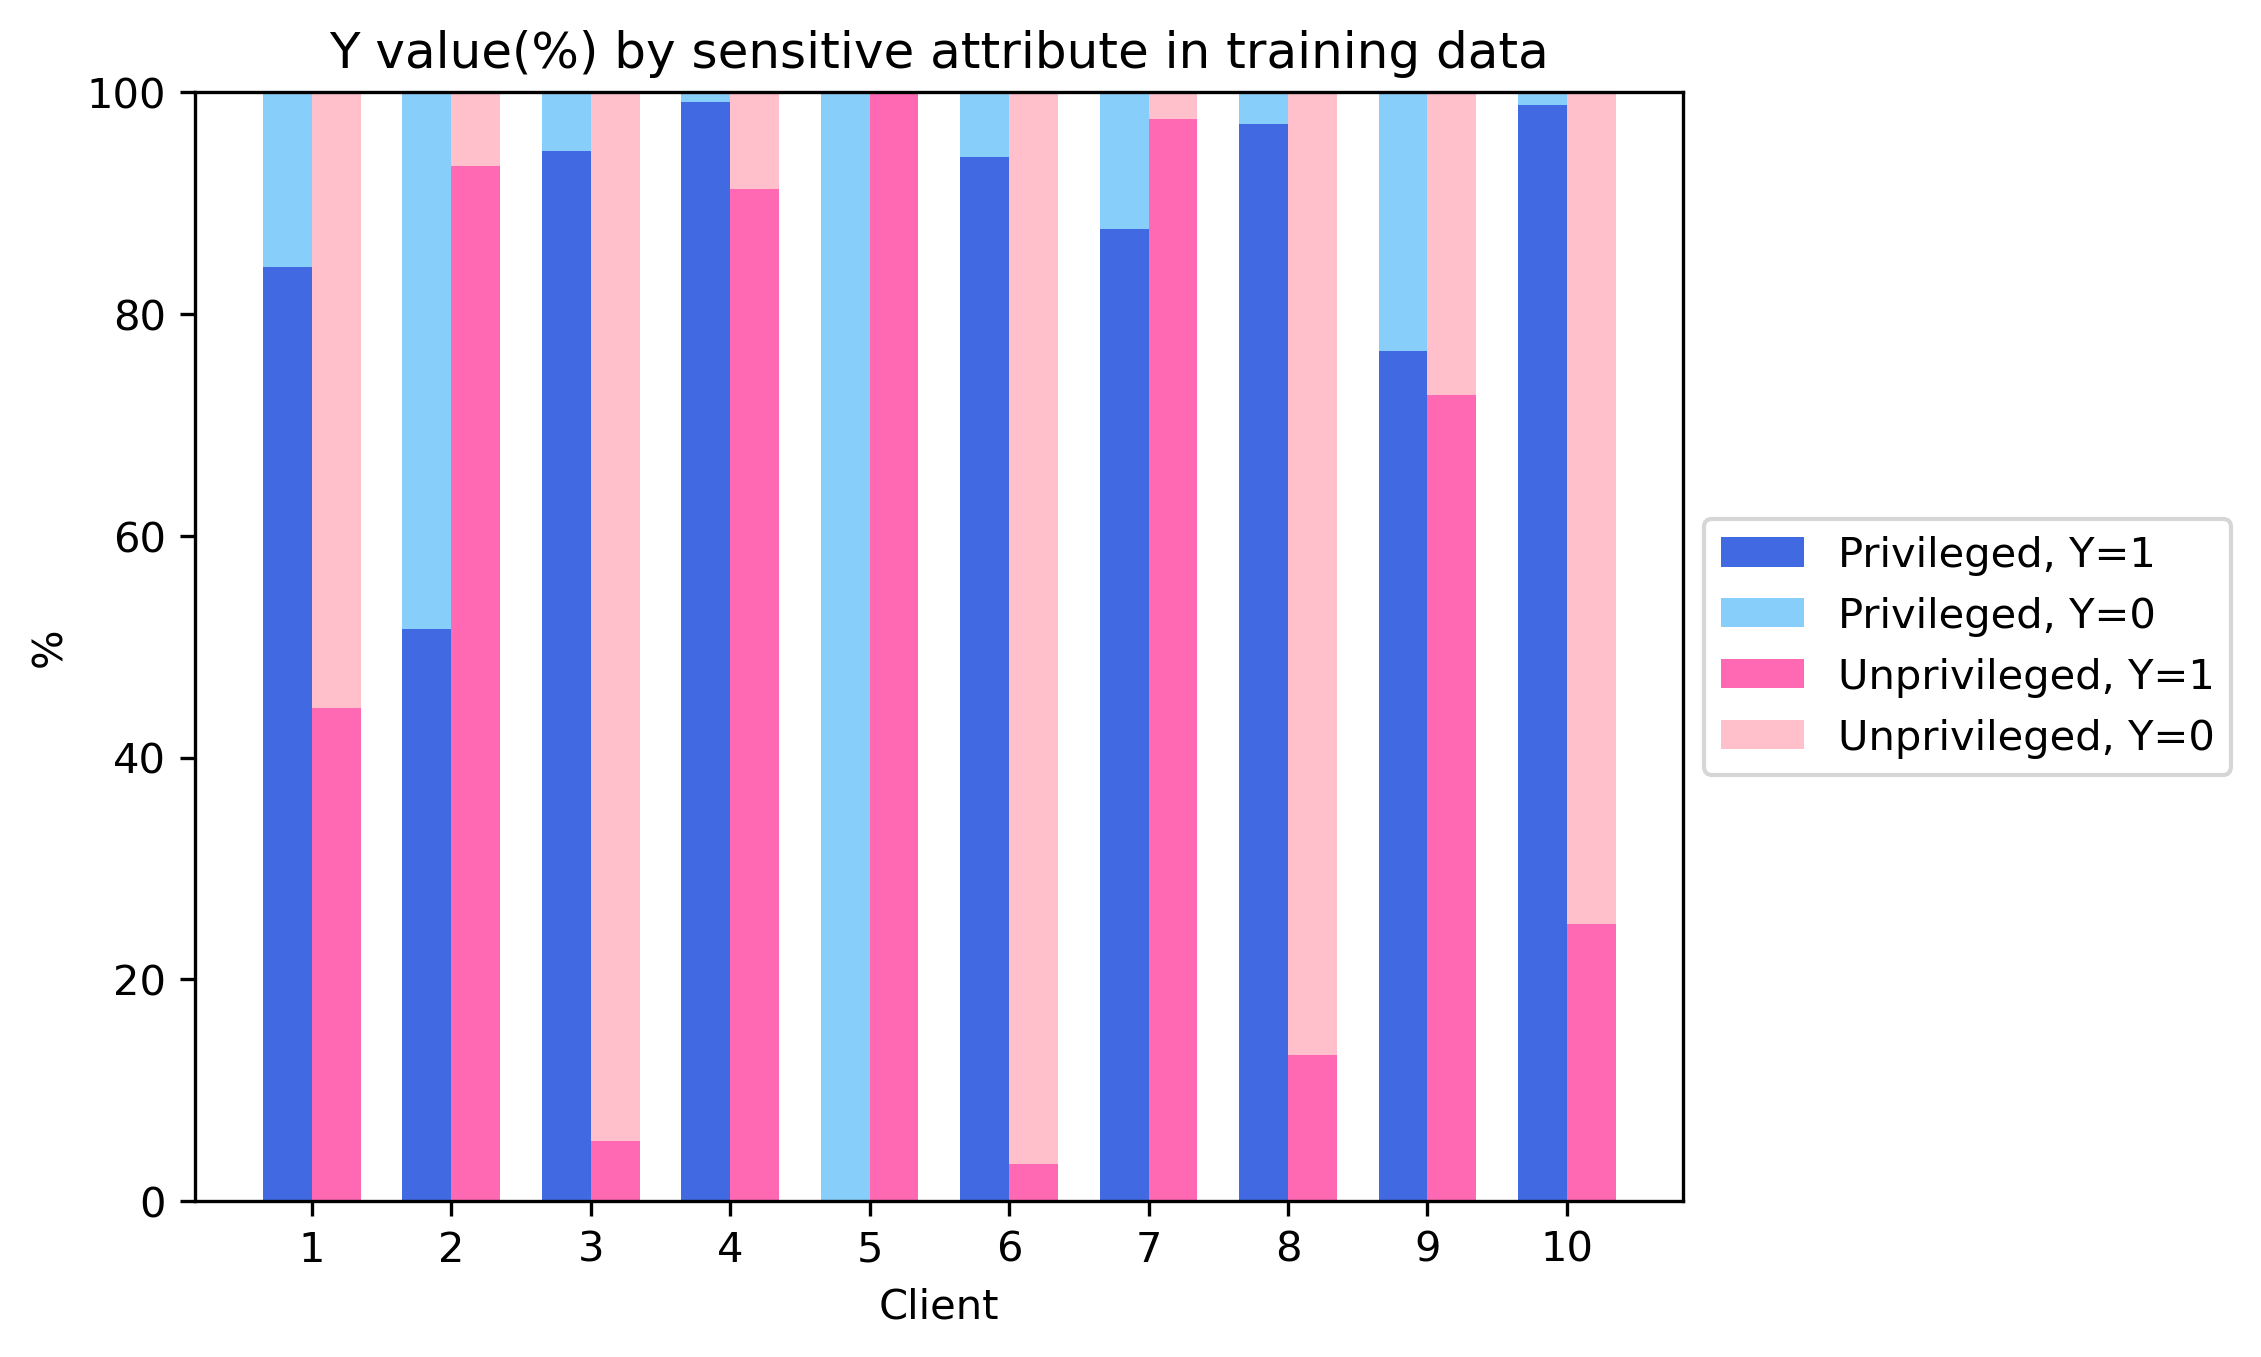 Y value(%) by sensitive attribute in training data
100
80
60
40
20
0
%
1 2 3 4 5 6 7 8 9 10
Client
Privileged, Y=1
Privileged, Y=0
Unprivileged, Y=1
Unprivileged, Y=0